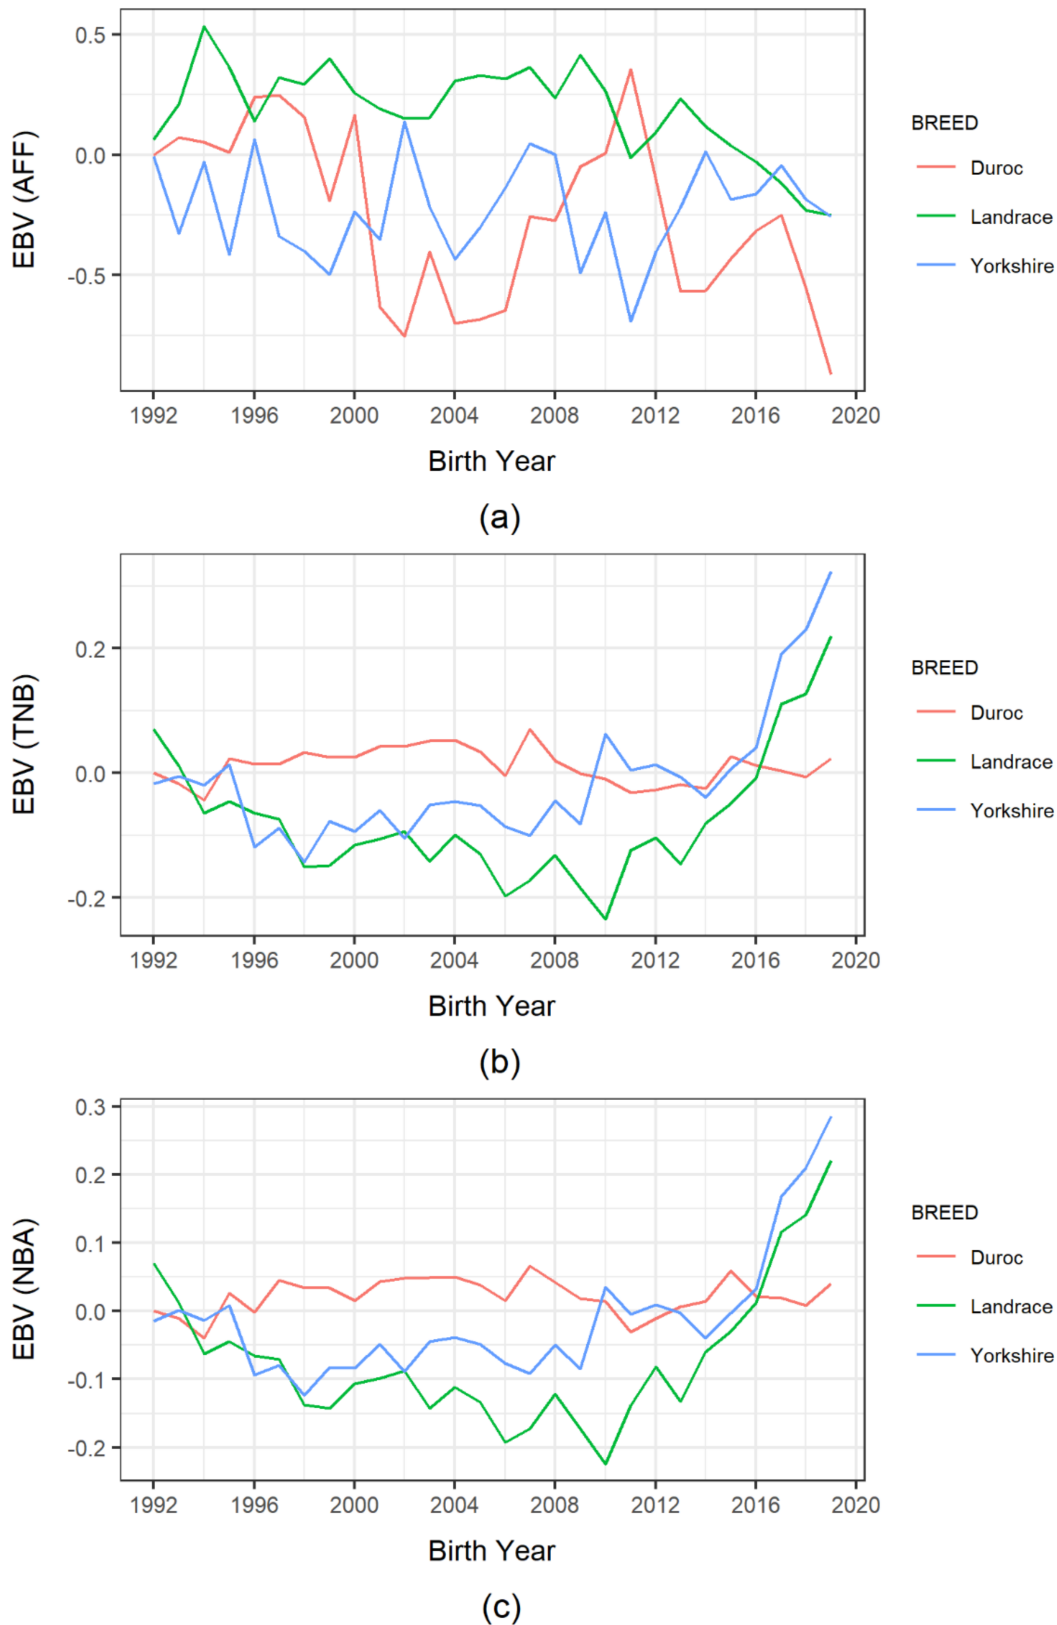 EBV (AFF)
0.5
0.0
-0.5
1992 1996 2000 2004 2008 2012 2016 2020
Birth Year
BREED
Duroc
Landrace
Yorkshire
(a)
EBV (TNB)
0.2
0.0
-0.2
1992 1996 2000 2004 2008 2012 2016 2020
Birth Year
BREED
Duroc
Landrace
Yorkshire
(b)
EBV (NBA)
0.3
0.2
0.1
0.0
-0.1
-0.2
1992 1996 2000 2004 2008 2012 2016 2020
Birth Year
BREED
Duroc
Landrace
Yorkshire
(c)